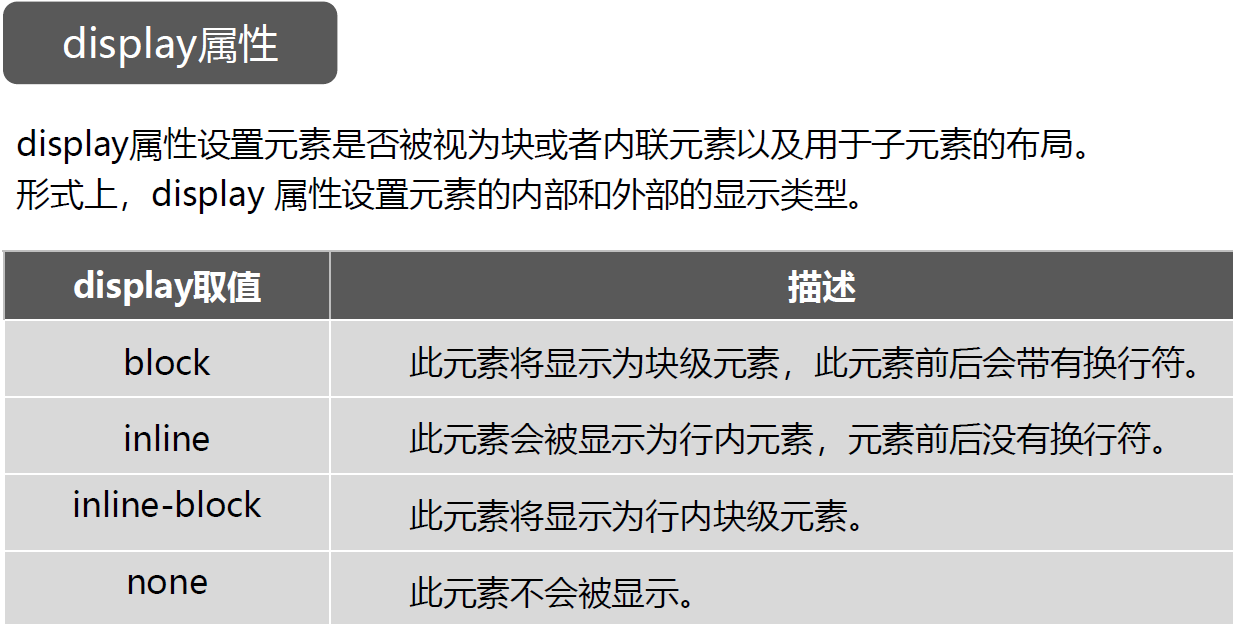 display属性
display属性设置元素是否被视为块或者内联元素以及用于子元素的布局。
形式上，display 属性设置元素的内部和外部的显示类型。
display取值 描述
block 此元素将显示为块级元素，此元素前后会带有换行符。
inline 此元素会被显示为行内元素，元素前后没有换行符。
inline-block 此元素将显示为行内块级元素。
none 此元素不会被显示。